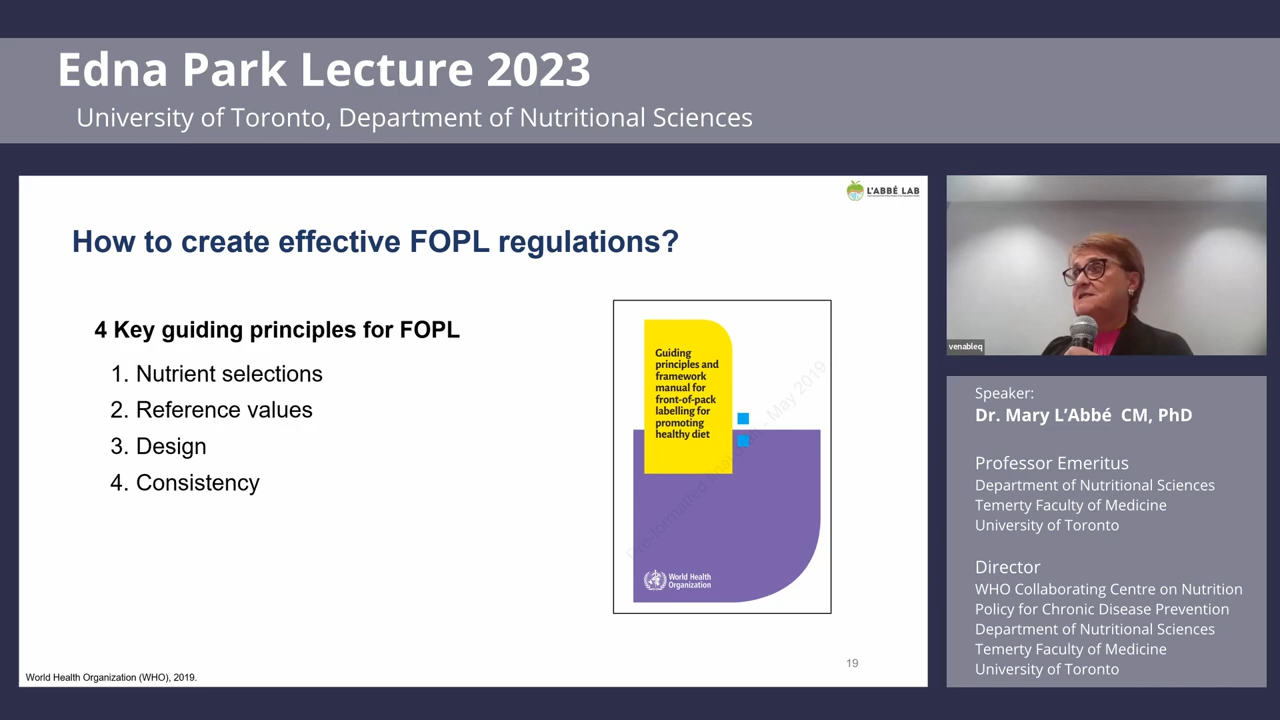 Edna Park Lecture 2023
University of Toronto, Department of Nutritional Sciences
L'ABBÉ LAB
How to create effective FOPL regulations?
4 Key guiding principles for FOPL
1. Nutrient selections
2. Reference values
3. Design
4. Consistency
Guiding
principles and
framework
manual for
front-of-pack
labelling for
promoting
healthy diet
May 2019
World Health
Organization
19
World Health Organization (WHO), 2019.
venableq
Speaker:
Dr. Mary L’Abbé CM, PhD
Professor Emeritus
Department of Nutritional Sciences
Temerty Faculty of Medicine
University of Toronto
Director
WHO Collaborating Centre on Nutrition
Policy for Chronic Disease Prevention
Department of Nutritional Sciences
Temerty Faculty of Medicine
University of Toronto